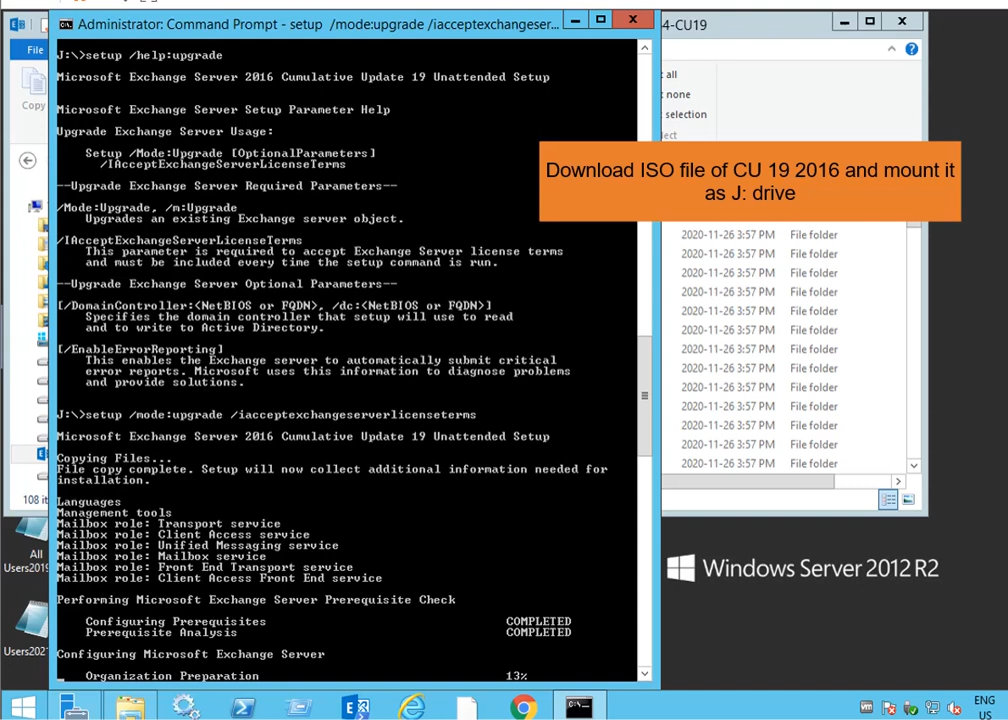 Administrator: Command Prompt - setup /mode:upgrade /iacceptexchangeser...
4-CU19
File
Copy
J:\>setup /help:upgrade
Microsoft Exchange Server 2016 Cumulative Update 19 Unattended Setup
Microsoft Exchange Server Setup Parameter Help
Upgrade Exchange Server Usage:
Setup /Mode:Upgrade [OptionalParameters]
/IAcceptExchangeServerLicenseTerms
--Upgrade Exchange Server Required Parameters--
/Mode:Upgrade, /m:Upgrade
Upgrades an existing Exchange server object.
/IAcceptExchangeServerLicenseTerms
This parameter is required to accept Exchange Server license terms
and must be included every time the setup command is run.
--Upgrade Exchange Server Optional Parameters--
[/DomainController:<NetBIOS or FQDN>, /dc:<NetBIOS or FQDN>]
Specifies the domain controller that setup will use to read
and to write to Active Directory.
[/EnableErrorReporting]
This enables the Exchange server to automatically submit critical
error reports. Microsoft uses this information to diagnose problems
and provide solutions.
J:\>setup /mode:upgrade /iacceptexchangeserverlicenseterms
Microsoft Exchange Server 2016 Cumulative Update 19 Unattended Setup
Copying Files...
File copy complete. Setup will now collect additional information needed for
installation.
Languages
Management tools
Mailbox role: Transport service
Mailbox role: Client Access service
Mailbox role: Unified Messaging service
Mailbox role: Mailbox service
Mailbox role: Front End Transport service
Mailbox role: Client Access Front End service
Performing Microsoft Exchange Server Prerequisite Check
Configuring Prerequisites COMPLETED
Prerequisite Analysis COMPLETED
Configuring Microsoft Exchange Server
Organization Preparation 13%
all
none
selection
ect
Download ISO file of CU 19 2016 and mount it
as J: drive
2020-11-26 3:57 PM File folder
2020-11-26 3:57 PM File folder
2020-11-26 3:57 PM File folder
2020-11-26 3:57 PM File folder
2020-11-26 3:57 PM File folder
2020-11-26 3:57 PM File folder
2020-11-26 3:57 PM File folder
2020-11-26 3:57 PM File folder
2020-11-26 3:57 PM File folder
2020-11-26 3:57 PM File folder
2020-11-26 3:57 PM File folder
2020-11-26 3:57 PM File folder
2020-11-26 3:57 PM File folder
108 it
All
Users2019
Users2021
Windows Server 2012 R2
ENG
US